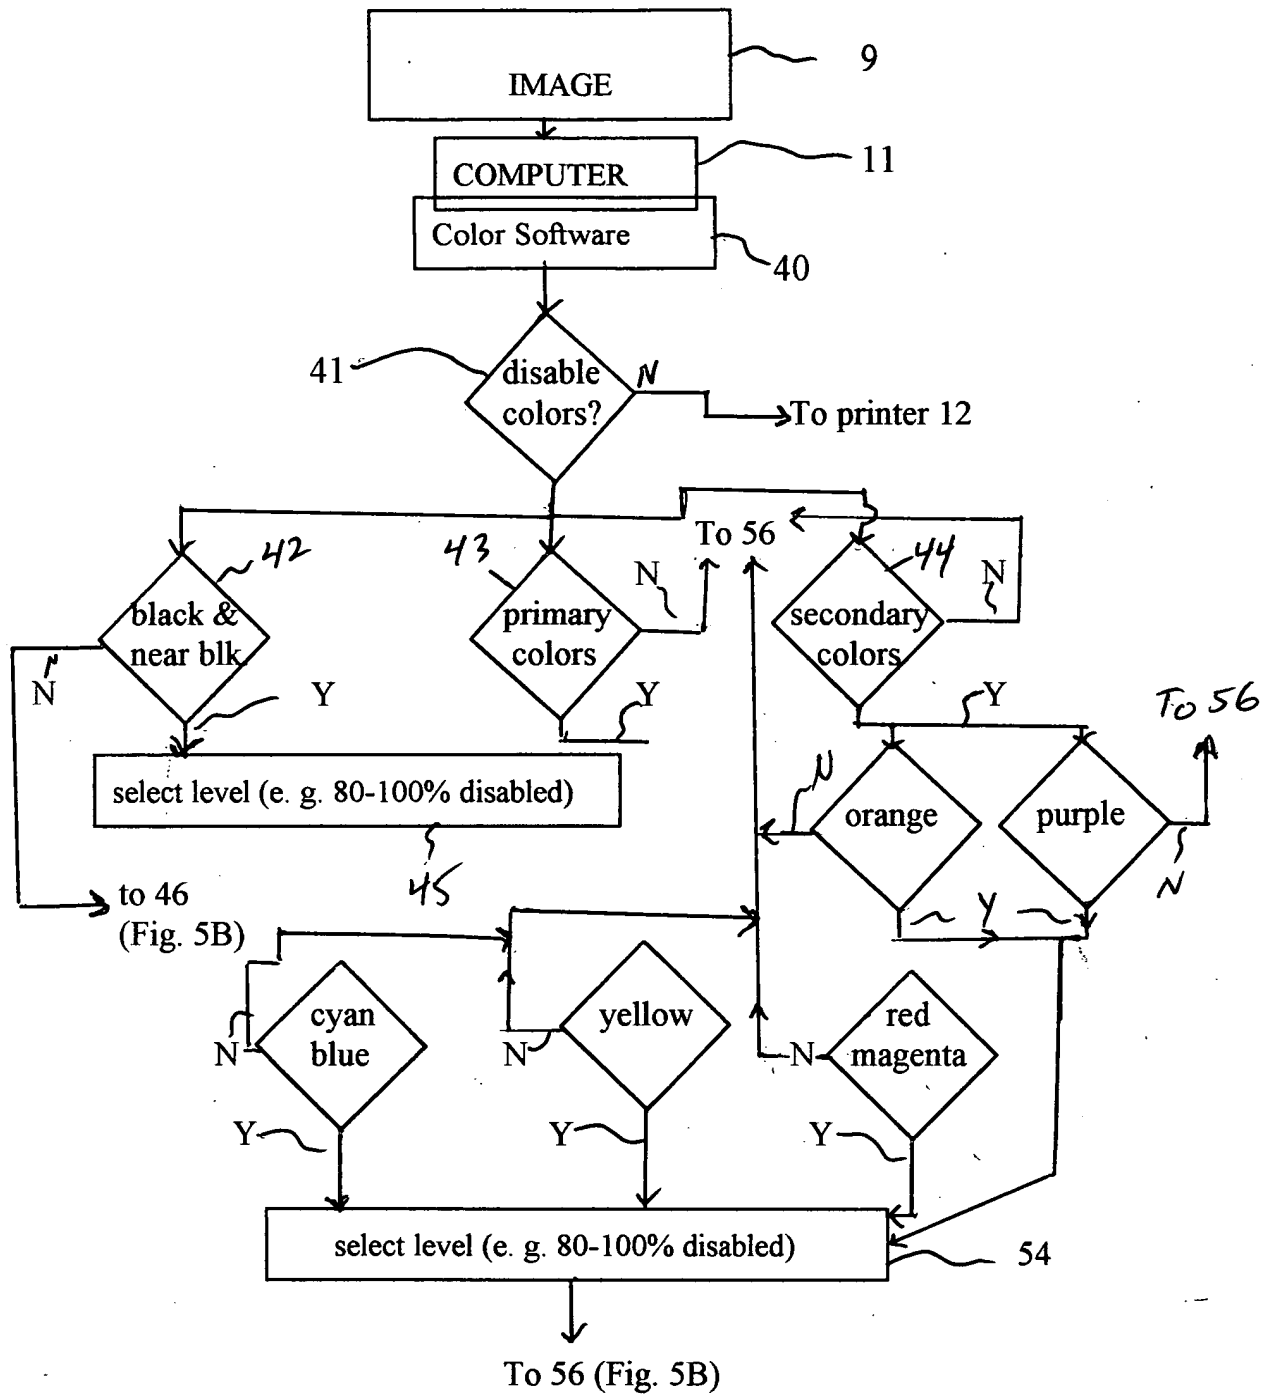 9
IMAGE
11
COMPUTER
Color Software
40
41
disable
colors?
N
To printer 12
42
43
To 56
44
N
N
black &
near blk
primary
colors
secondary
colors
N
Y
Y
Y
To 56
select level (e. g. 80-100% disabled)
45
N
orange
purple
N
to 46
(Fig. 5B)
Y
cyan
blue
N
yellow
N
red
magenta
N
Y
Y
Y
select level (e. g. 80-100% disabled)
54
To 56 (Fig. 5B)